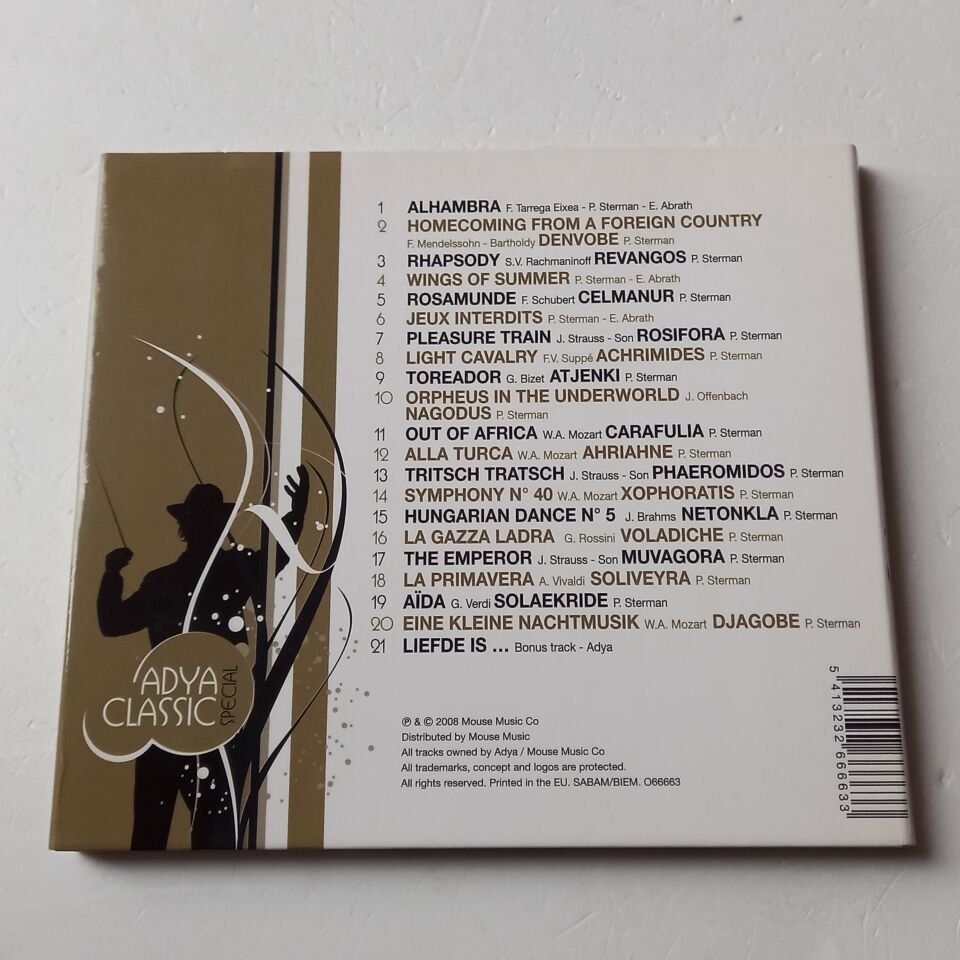 1 ALHAMBRA F. Tarrega Eixea - P. Sterman - E. Abrath
2 HOMECOMING FROM A FOREIGN COUNTRY
F. Mendelssohn - Bartholdy DENVOBE P. Sterman
3 RHAPSODY S.V. Rachmaninoff REVANGOS P. Sterman
4 WINGS OF SUMMER P. Sterman - E. Abrath
5 ROSAMUNDE F. Schubert CELMANUR P. Sterman
6 JEUX INTERDITS P. Sterman - E. Abrath
7 PLEASURE TRAIN J. Strauss - Son ROSIFORA P. Sterman
8 LIGHT CAVALRY F.V. Suppé ACHRIMIDES P. Sterman
9 TOREADOR G. Bizet ATJENKI P. Sterman
10 ORPHEUS IN THE UNDERWORLD J. Offenbach
NAGODUS P. Sterman
11 OUT OF AFRICA W.A. Mozart CARAFULIA P. Sterman
12 ALLA TURCA W.A. Mozart AHRIAHNE P. Sterman
13 TRITSCH TRATSCH J. Strauss - Son PHAEROMIDOS P. Sterman
14 SYMPHONY N° 40 W.A. Mozart XOPHORATIS P. Sterman
15 HUNGARIAN DANCE N° 5 J. Brahms NETONKLA P. Sterman
16 LA GAZZA LADRA G. Rossini VOLADICHE P. Sterman
17 THE EMPEROR J. Strauss - Son MUVAGORA P. Sterman
18 LA PRIMAVERA A. Vivaldi SOLIVEYRA P. Sterman
19 AÏDA G. Verdi SOLAEKRIDE P. Sterman
20 EINE KLEINE NACHTMUSIK W.A. Mozart DJAGOBE P. Sterman
21 LIEFDE IS ... Bonus track - Adya
ADYA
CLASSIC
SPECIAL
℗ & © 2008 Mouse Music Co
Distributed by Mouse Music
All tracks owned by Adya / Mouse Music Co
All trademarks, concept and logos are protected.
All rights reserved. Printed in the EU. SABAM/BIEM. O66663
5 413232 666633